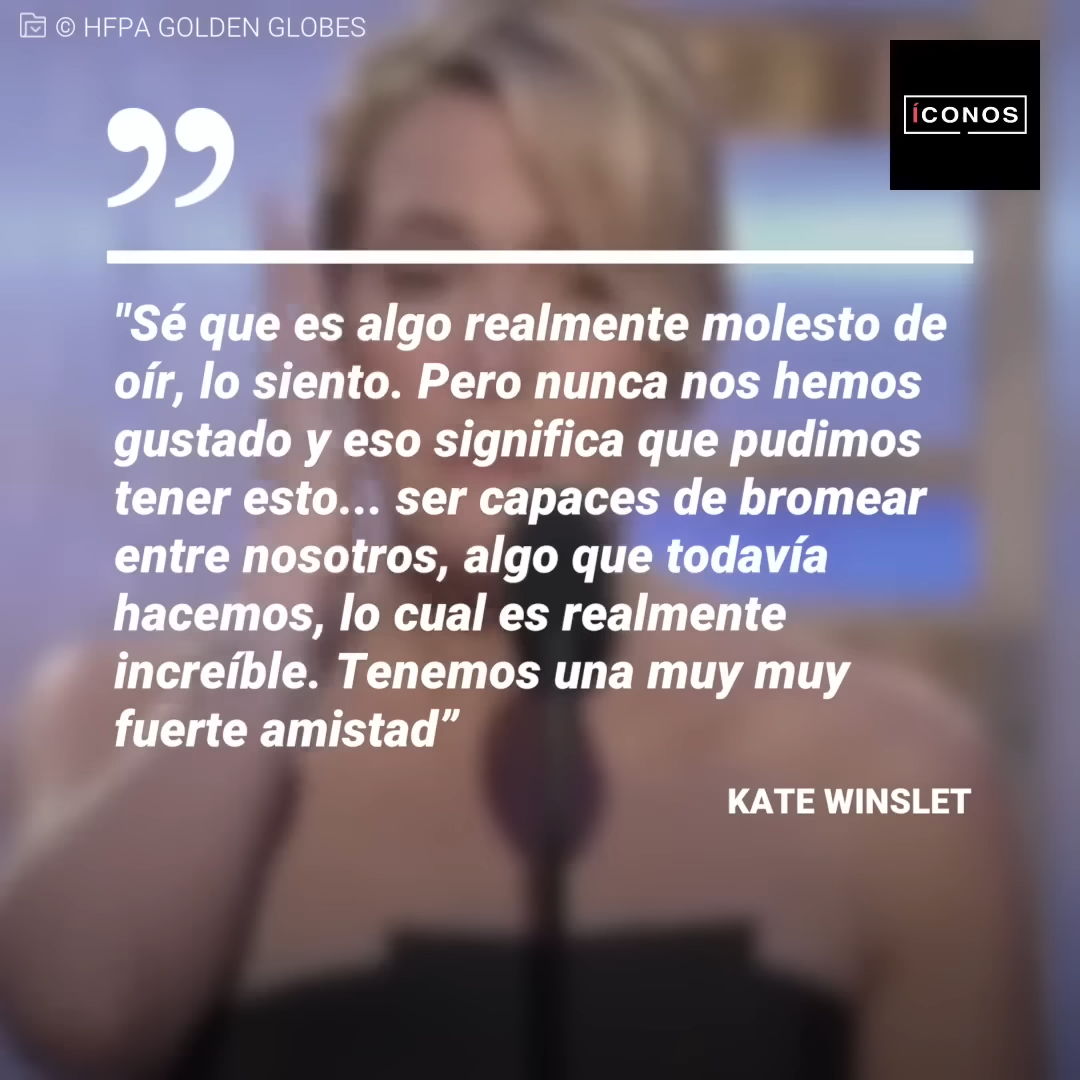 © HFPA GOLDEN GLOBES
ÍCONOS
”
"Sé que es algo realmente molesto de
oír, lo siento. Pero nunca nos hemos
gustado y eso significa que pudimos
tener esto... ser capaces de bromear
entre nosotros, algo que todavía
hacemos, lo cual es realmente
increíble. Tenemos una muy muy
fuerte amistad”
KATE WINSLET